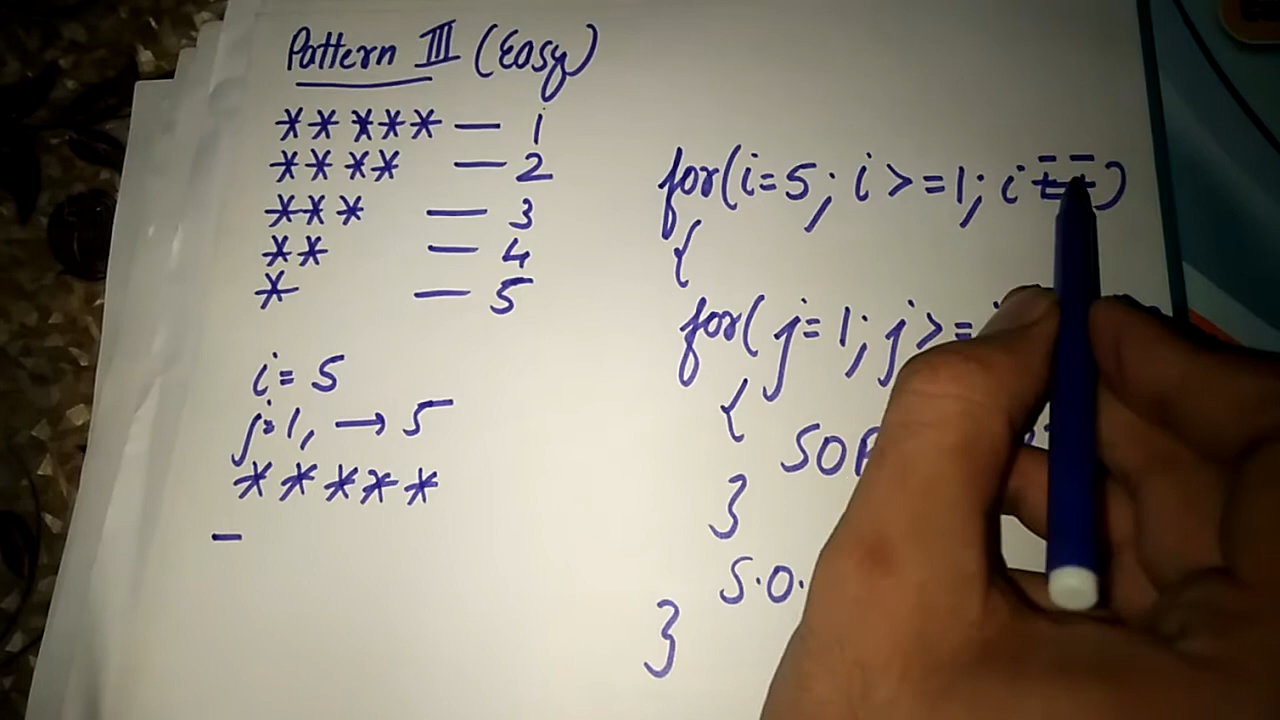 Pattern III (Easy)
***** — 1
**** — 2
*** — 3
** — 4
* — 5
i = 5
j=1, → 5
*****
—
for(i=5; i>=1; i--)
{
for(j=1; j>=
{
SOP
}
S.O.
}